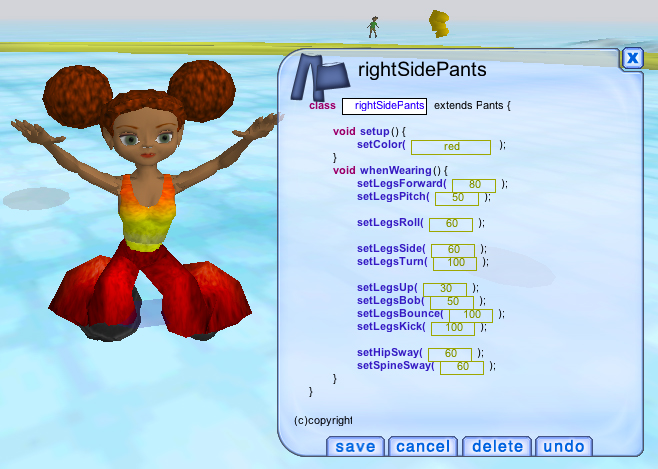 X
rightSidePants
class rightSidePants extends Pants {
void setup() {
setColor( red );
}
void whenWearing() {
setLegsForward( 80 );
setLegsPitch( 50 );
setLegsRoll( 60 );
setLegsSide( 60 );
setLegsTurn( 100 );
setLegsUp( 30 );
setLegsBob( 50 );
setLegsBounce( 100 );
setLegsKick( 100 );
setHipSway( 60 );
setSpineSway( 60 );
}
}
(c)copyright
save cancel delete undo